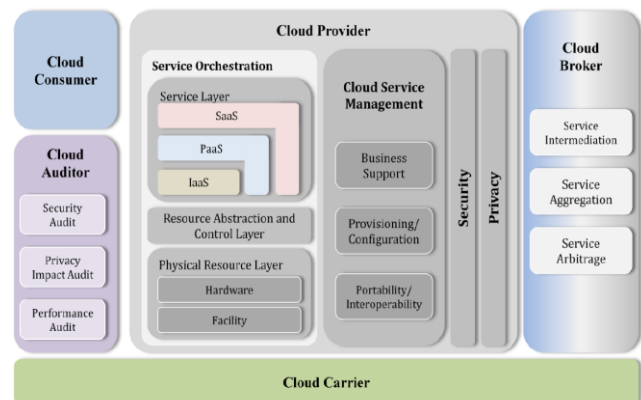 Cloud
Consumer
Cloud
Auditor
Security
Audit
Privacy
Impact Audit
Performance
Audit
Cloud Provider
Service Orchestration
Service Layer
SaaS
PaaS
IaaS
Resource Abstraction and
Control Layer
Physical Resource Layer
Hardware
Facility
Cloud Service
Management
Business
Support
Provisioning/
Configuration
Portability/
Interoperability
Security
Privacy
Cloud
Broker
Service
Intermediation
Service
Aggregation
Service
Arbitrage
Cloud Carrier